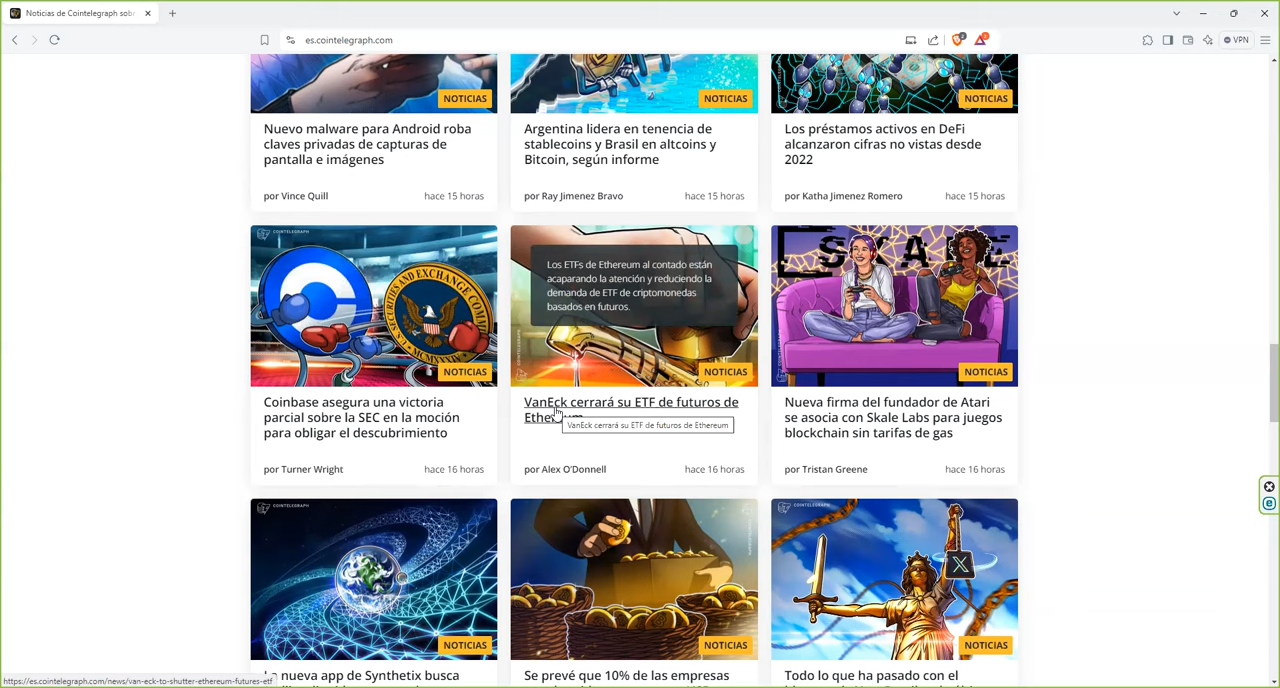 Noticias de Cointelegraph sobr
es.cointelegraph.com
VPN
NOTICIAS
NOTICIAS
NOTICIAS
Nuevo malware para Android roba
claves privadas de capturas de
pantalla e imágenes
por Vince Quill
hace 15 horas
Argentina lidera en tenencia de
stablecoins y Brasil en altcoins y
Bitcoin, según informe
por Ray Jimenez Bravo
hace 15 horas
Los préstamos activos en DeFi
alcanzaron cifras no vistas desde
2022
por Katha Jimenez Romero
hace 15 horas
COINTELEGRAPH
NOTICIAS
Coinbase asegura una victoria
parcial sobre la SEC en la moción
para obligar el descubrimiento
por Turner Wright
hace 16 horas
Los ETFs de Ethereum al contado están
acaparando la atención y reduciendo la
demanda de ETF de criptomonedas
basados en futuros.
NOTICIAS
VanEck cerrará su ETF de futuros de
VanEck cerrará su ETF de futuros de Ethereum
por Alex O'Donnell
hace 16 horas
NOTICIAS
Nueva firma del fundador de Atari
se asocia con Skale Labs para juegos
blockchain sin tarifas de gas
por Tristan Greene
hace 16 horas
COINTELEGRAPH
NOTICIAS
nueva app de Synthetix busca
NOTICIAS
Se prevé que 10% de las empresas
COINTELEGRAPH
X
NOTICIAS
Todo lo que ha pasado con el
https://es.cointelegraph.com/news/van-eck-to-shutter-ethereum-futures-etf